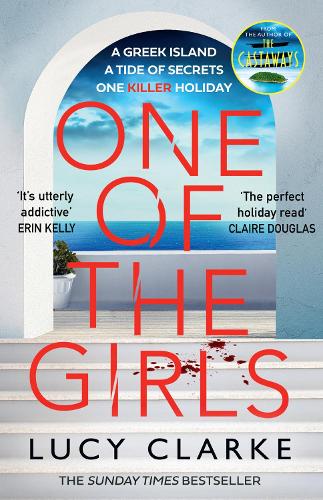 A GREEK ISLAND
A TIDE OF SECRETS
ONE KILLER HOLIDAY
FROM
THE AUTHOR OF
THE
CASTAWAYS
ONE
OF
THE
GIRLS
'It's utterly
addictive'
ERIN KELLY
'The perfect
holiday read'
CLAIRE DOUGLAS
LUCY CLARKE
THE SUNDAY TIMES BESTSELLER